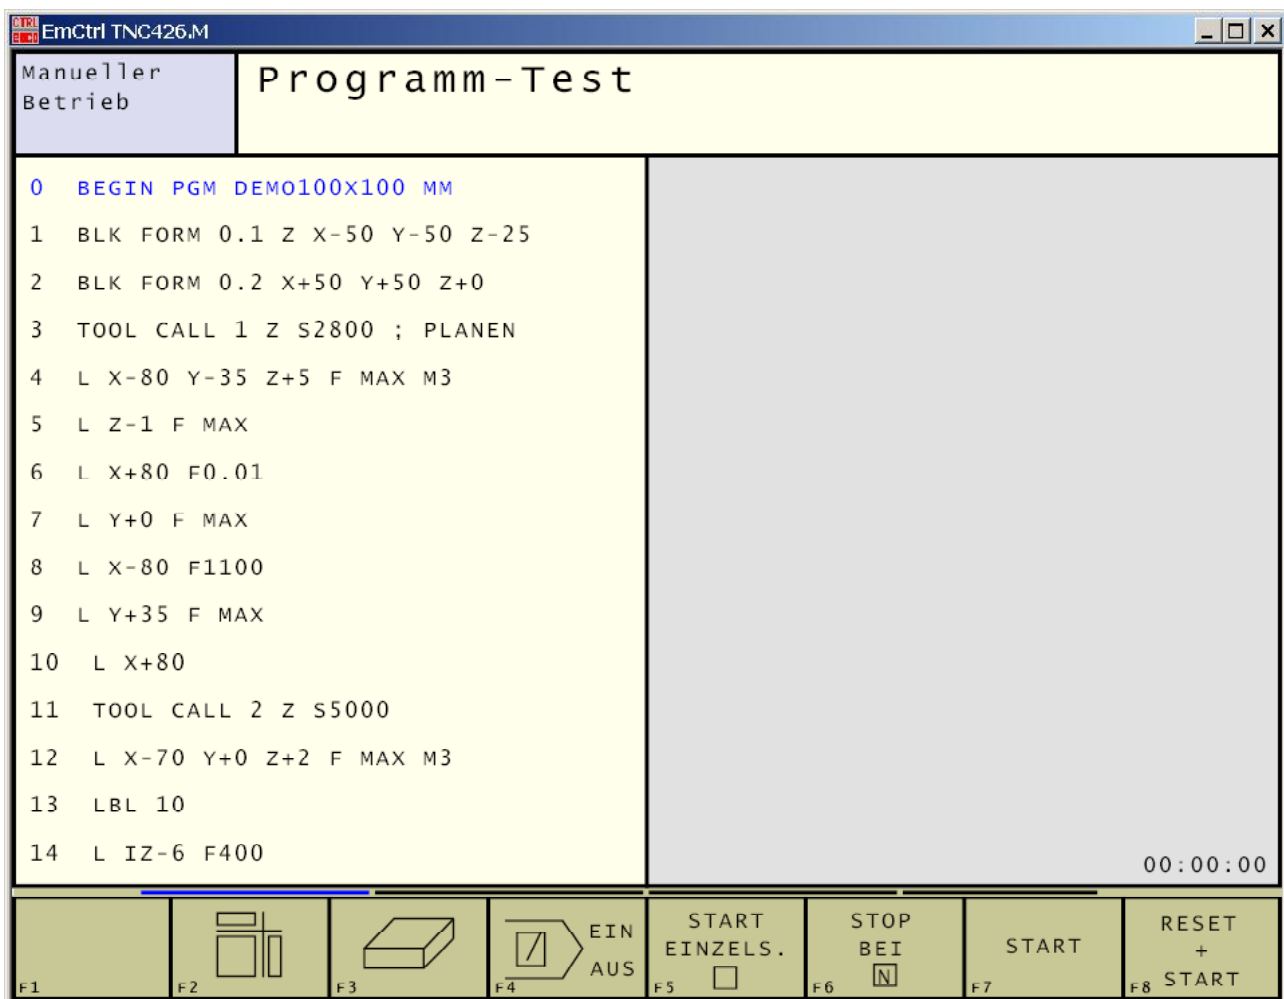 CTRL
EmCtrl TNC426.M
Manueller
Betrieb
Programm-Test
0 BEGIN PGM DEMO100X100 MM
1 BLK FORM 0.1 Z X-50 Y-50 Z-25
2 BLK FORM 0.2 X+50 Y+50 Z+0
3 TOOL CALL 1 Z S2800 ; PLANEN
4 L X-80 Y-35 Z+5 F MAX M3
5 L Z-1 F MAX
6 L X+80 F0.01
7 L Y+0 F MAX
8 L X-80 F1100
9 L Y+35 F MAX
10 L X+80
11 TOOL CALL 2 Z S5000
12 L X-70 Y+0 Z+2 F MAX M3
13 LBL 10
14 L IZ-6 F400
00:00:00
F1
F2
F3
EIN
AUS
F4
START
EINZELS.
F5
STOP
BEI
N
F6
START
F7
RESET
+
START
F8